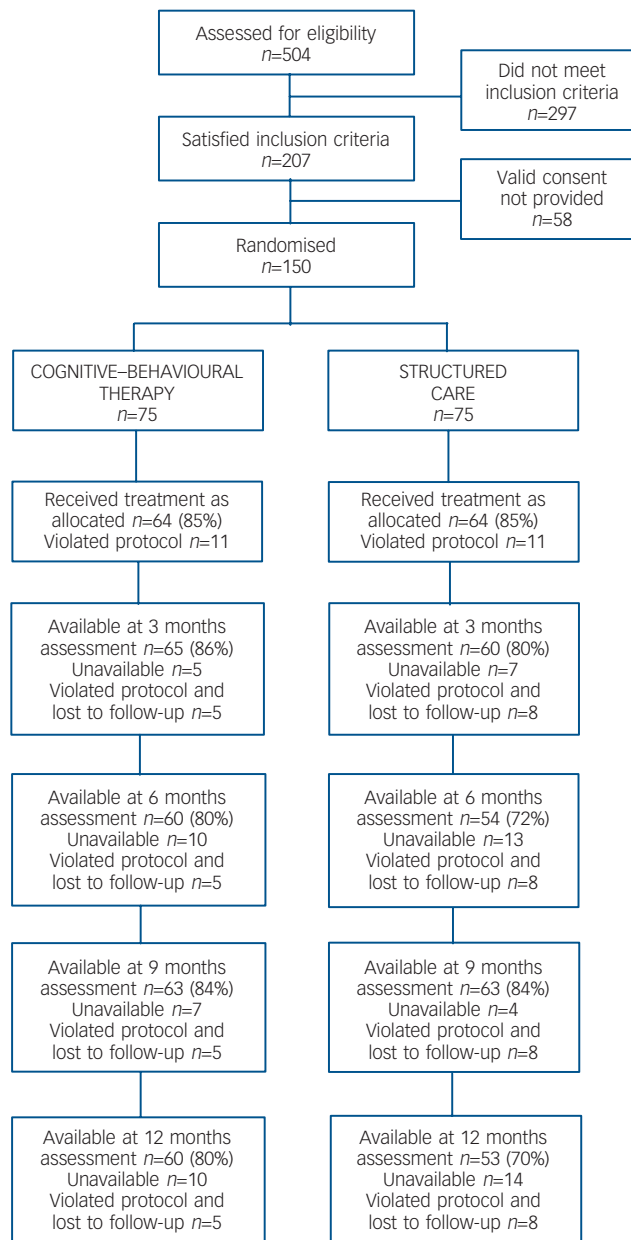 Assessed for eligibility
n=504
Did not meet
inclusion criteria
n=297
Satisfied inclusion criteria
n=207
Valid consent
not provided
n=58
Randomised
n=150
COGNITIVE–BEHAVIOURAL
THERAPY
n=75
STRUCTURED
CARE
n=75
Received treatment as
allocated n=64 (85%)
Violated protocol n=11
Received treatment as
allocated n=64 (85%)
Violated protocol n=11
Available at 3 months
assessment n=65 (86%)
Unavailable n=5
Violated protocol and
lost to follow-up n=5
Available at 3 months
assessment n=60 (80%)
Unavailable n=7
Violated protocol and
lost to follow-up n=8
Available at 6 months
assessment n=60 (80%)
Unavailable n=10
Violated protocol and
lost to follow-up n=5
Available at 6 months
assessment n=54 (72%)
Unavailable n=13
Violated protocol and
lost to follow-up n=8
Available at 9 months
assessment n=63 (84%)
Unavailable n=7
Violated protocol and
lost to follow-up n=5
Available at 9 months
assessment n=63 (84%)
Unavailable n=4
Violated protocol and
lost to follow-up n=8
Available at 12 months
assessment n=60 (80%)
Unavailable n=10
Violated protocol and
lost to follow-up n=5
Available at 12 months
assessment n=53 (70%)
Unavailable n=14
Violated protocol and
lost to follow-up n=8